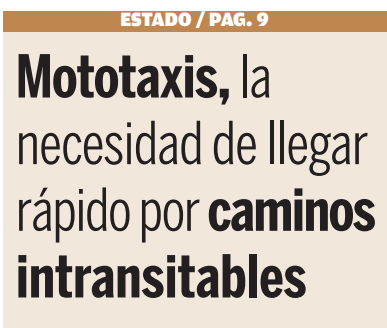 ESTADO / PAG. 9
Mototaxis, la
necesidad de llegar
rápido por caminos
intransitables